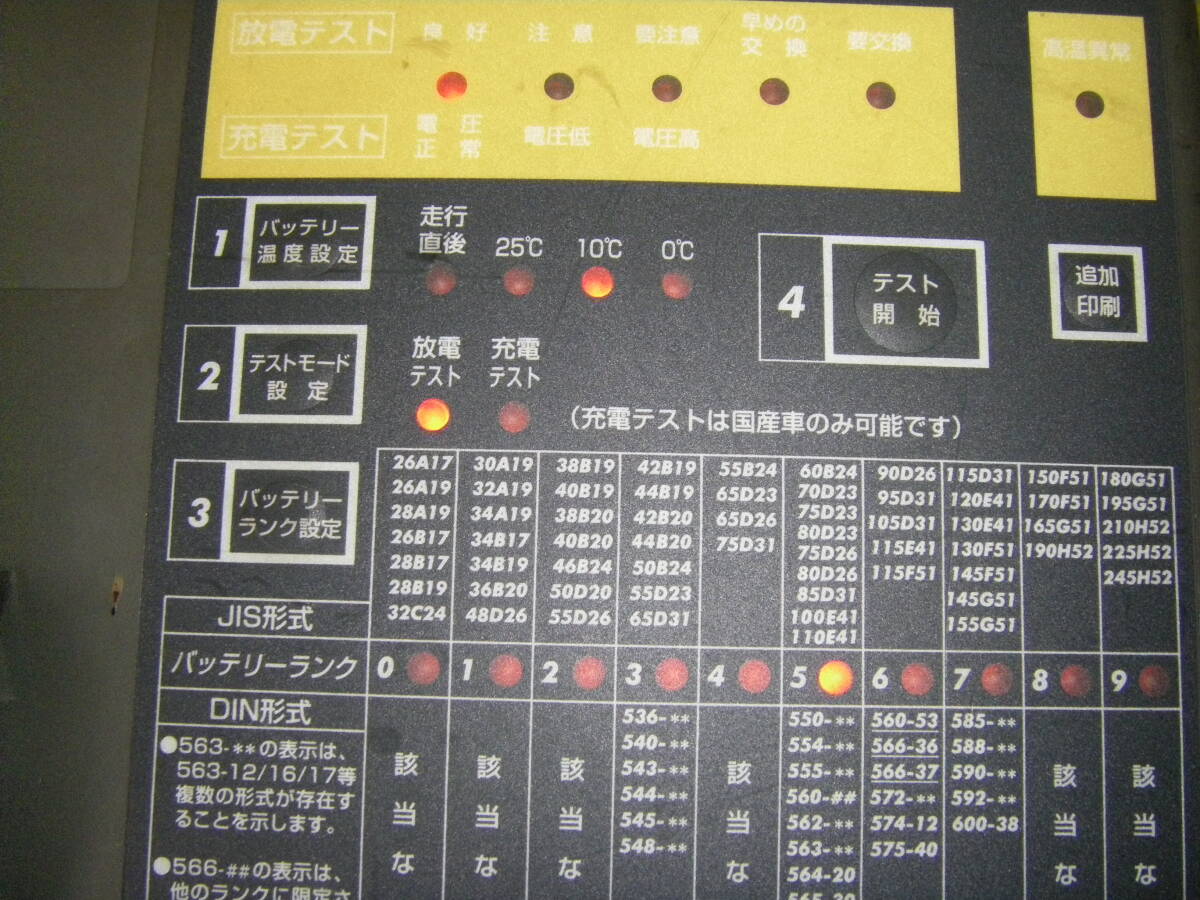 放電テスト
良 好
注 意
要注意
早めの
交 換
要交換
高温異常
充電テスト
電 圧
正 常
電圧低
電圧高
1
バッテリー
温度設定
走行
直後
25℃
10℃
0℃
4
テスト
開 始
追加
印刷
2
テストモード
設 定
放電
テスト
充電
テスト
(充電テストは国産車のみ可能です)
3
バッテリー
ランク設定
26A17
26A19
28A19
26B17
28B17
28B19
32C24
30A19
32A19
34A19
34B17
34B19
36B20
48D26
38B19
40B19
38B20
40B20
46B24
50D20
55D26
42B19
44B19
42B20
44B20
50B24
55D23
65D31
55B24
65D23
65D26
75D31
60B24
70D23
75D23
80D23
75D26
80D26
85D31
100E41
110E41
90D26
95D31
105D31
115E41
115F51
115D31
120E41
130E41
130F51
145F51
145G51
155G51
150F51
170F51
165G51
190H52
180G51
195G51
210H52
225H52
245H52
JIS形式
バッテリーランク 0 1 2 3 4 5 6 7 8 9
DIN形式
●563-**の表示は、
563-12/16/17等
複数の形式が存在す
ることを示します。
●566-##の表示は、
他のランクに限定さ
該
当
な
該
当
な
該
当
な
536-**
540-**
543-**
544-**
545-**
548-**
該
当
な
550-**
554-**
555-**
560-##
562-**
563-**
564-20
565-20
560-53
566-36
566-37
572-**
574-12
575-40
585-**
588-**
590-**
592-**
600-38
該
当
な
該
当
な